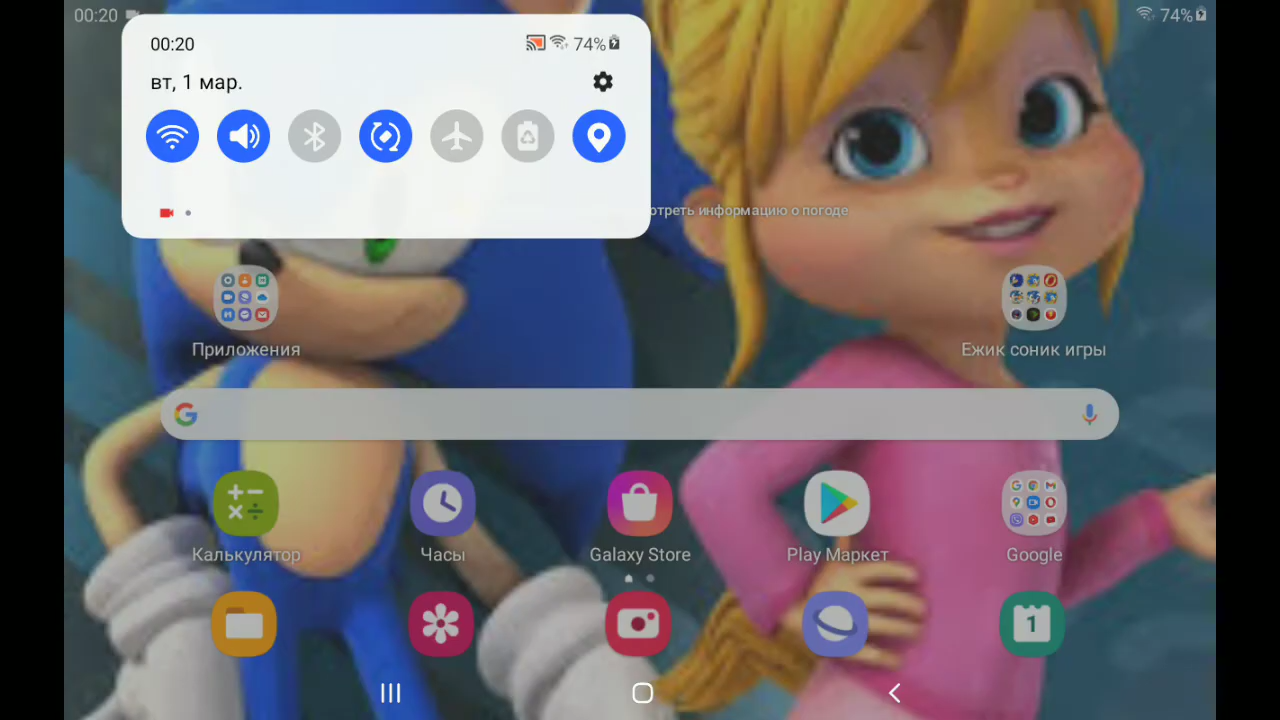 00:20
74%
00:20
74%
вт, 1 мар.
отреть информацию о погоде
Приложения
Ежик соник игры
Калькулятор
Часы
Galaxy Store
Play Маркет
Google
1